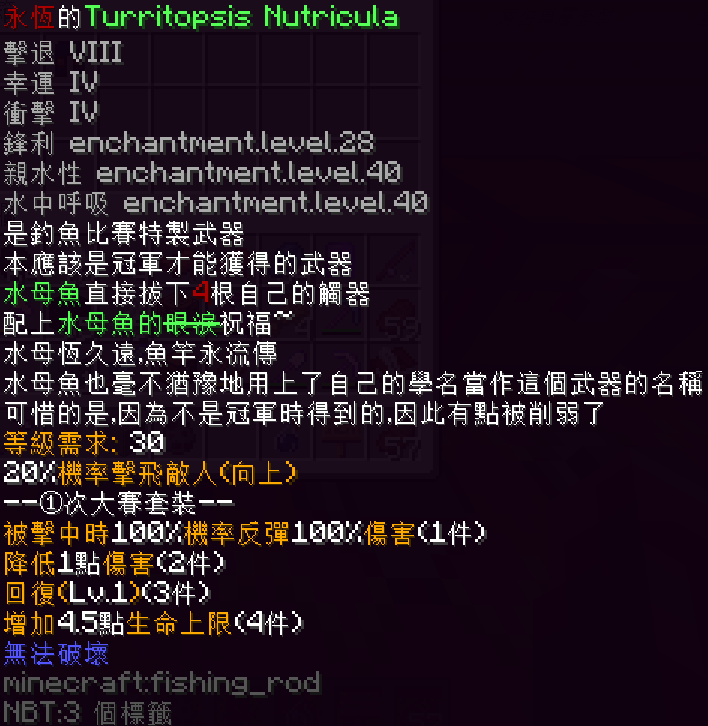 永恆的Turritopsis Nutricula
擊退 VIII
幸運 IV
衝擊 IV
鋒利 enchantment.level.28
親水性 enchantment.level.40
水中呼吸 enchantment.level.40
是釣魚比賽特製武器
本應該是冠軍才能獲得的武器
水母魚直接拔下4根自己的觸器
配上水母魚的眼淚祝福~
水母恆久遠,魚竿永流傳
水母魚也毫不猶豫地用上了自己的學名當作這個武器的名稱
可惜的是,因為不是冠軍時得到的,因此有點被削弱了
等級需求: 30
20%機率擊飛敵人(向上)
--①次大賽套裝--
被擊中時100%機率反彈100%傷害(1件)
降低1點傷害(2件)
回復(Lv.1)(3件)
增加4.5點生命上限(4件)
無法破壞
minecraft:fishing_rod
NBT:3 個標籤